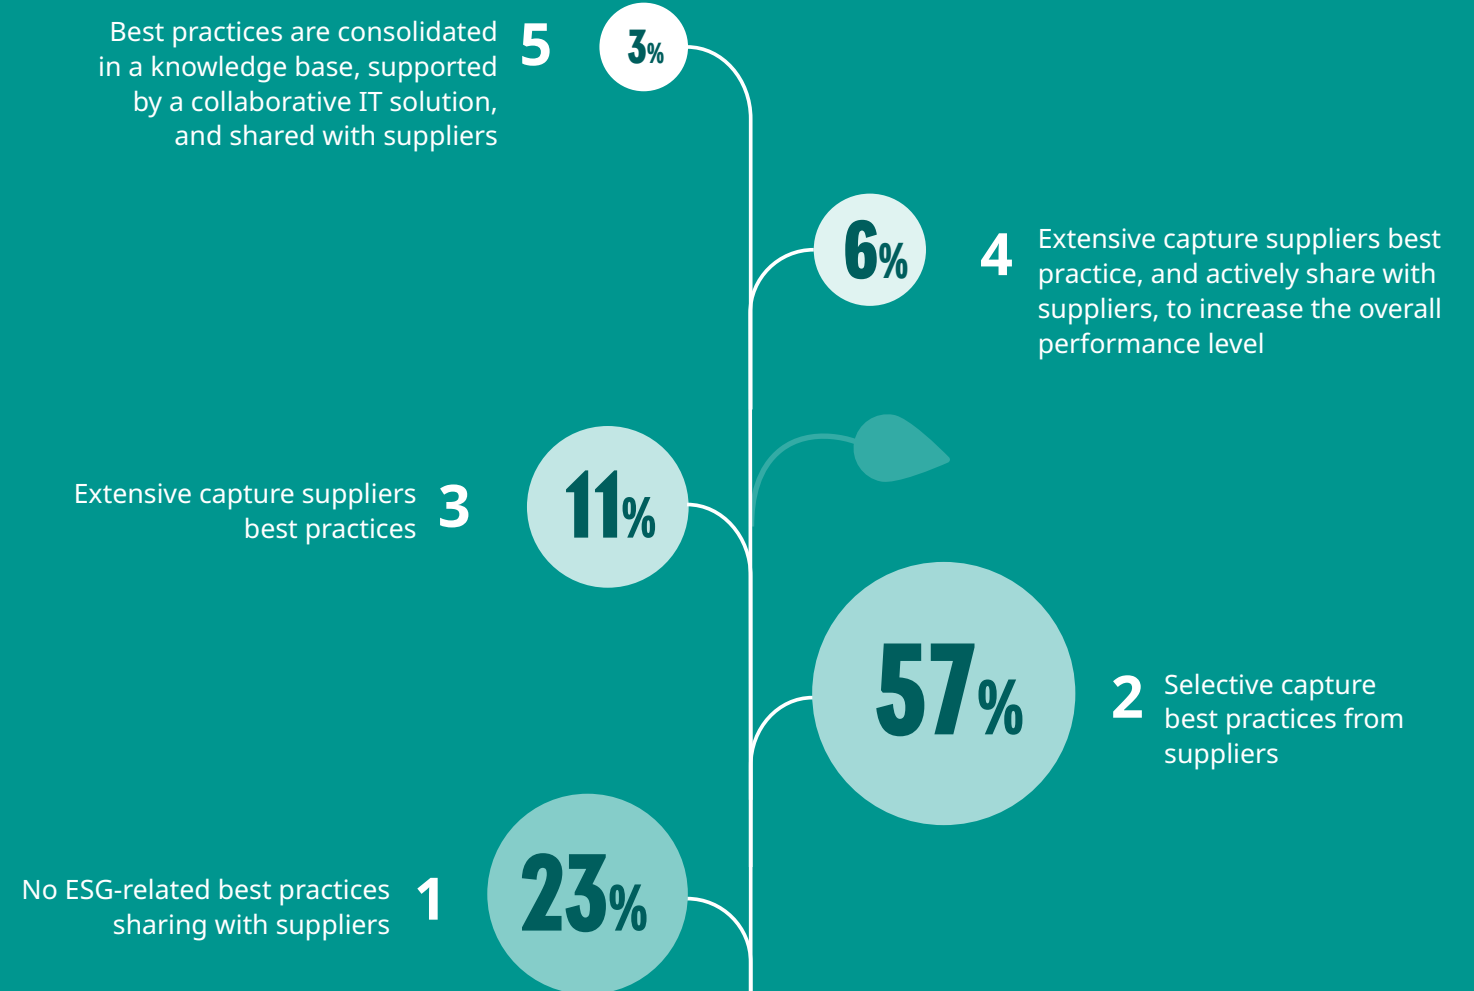 Best practices are consolidated
in a knowledge base, supported
by a collaborative IT solution,
and shared with suppliers
5
3%
6%
4
Extensive capture suppliers best
practice, and actively share with
suppliers, to increase the overall
performance level
Extensive capture suppliers
best practices
3
11%
57%
2
Selective capture
best practices from
suppliers
No ESG-related best practices
sharing with suppliers
1
23%